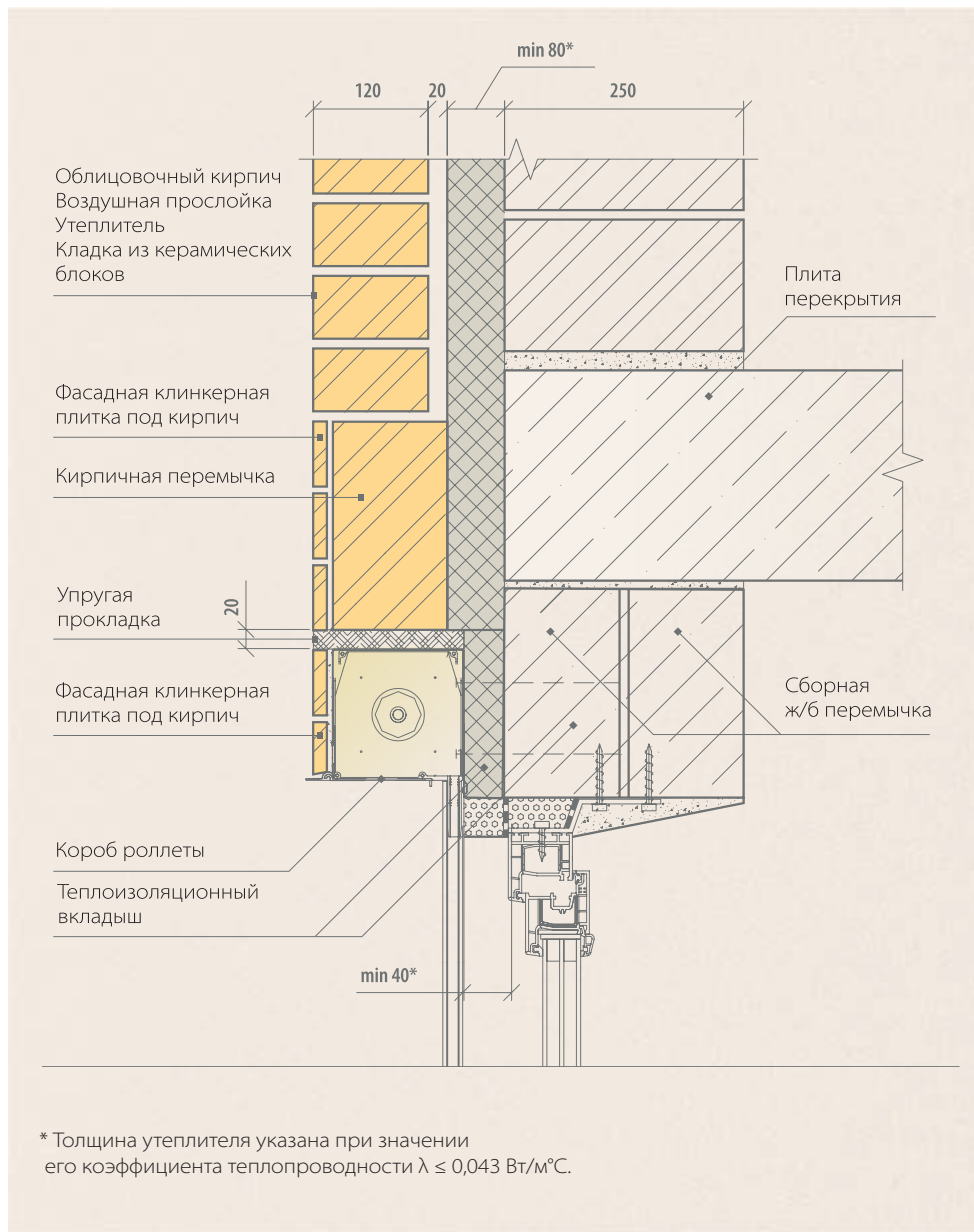 min 80*
120
20
250
Облицовочный кирпич
Воздушная прослойка
Утеплитель
Кладка из керамических
блоков
Плита
перекрытия
Фасадная клинкерная
плитка под кирпич
Кирпичная перемычка
Упругая
прокладка
20
Фасадная клинкерная
плитка под кирпич
Сборная
ж/б перемычка
Короб роллеты
Теплоизоляционный
вкладыш
min 40*
* Толщина утеплителя указана при значении
его коэффициента теплопроводности λ ≤ 0,043 Вт/м°С.